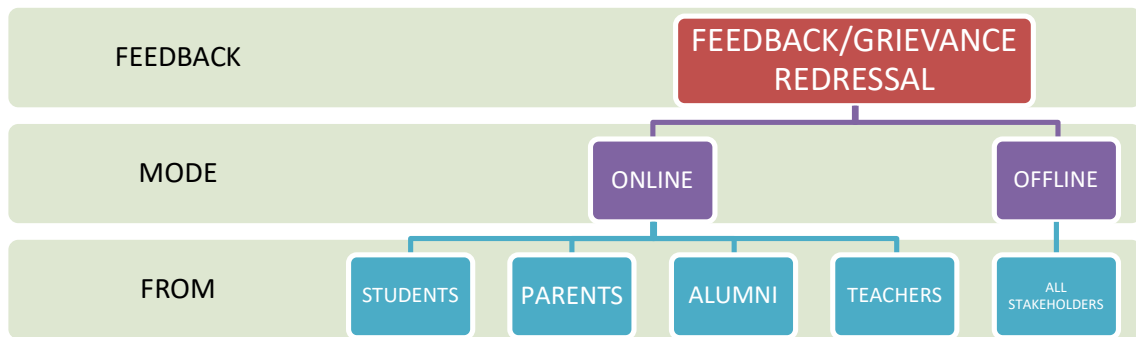 FEEDBACK
FEEDBACK/GRIEVANCE
REDRESSAL
MODE
ONLINE
OFFLINE
FROM
STUDENTS
PARENTS
ALUMNI
TEACHERS
ALL
STAKEHOLDERS